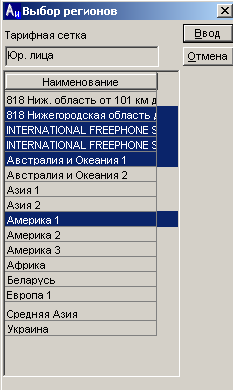 Аи Выбор регионов
Тарифная сетка
Юр. лица
Ввод
Отмена
Наименование
818 Ниж. область от 101 км д
818 Нижегородская область д
INTERNATIONAL FREEPHONE S
INTERNATIONAL FREEPHONE S
Австралия и Океания 1
Австралия и Океания 2
Азия 1
Азия 2
Америка 1
Америка 2
Америка 3
Африка
Беларусь
Европа 1
Средняя Азия
Украина